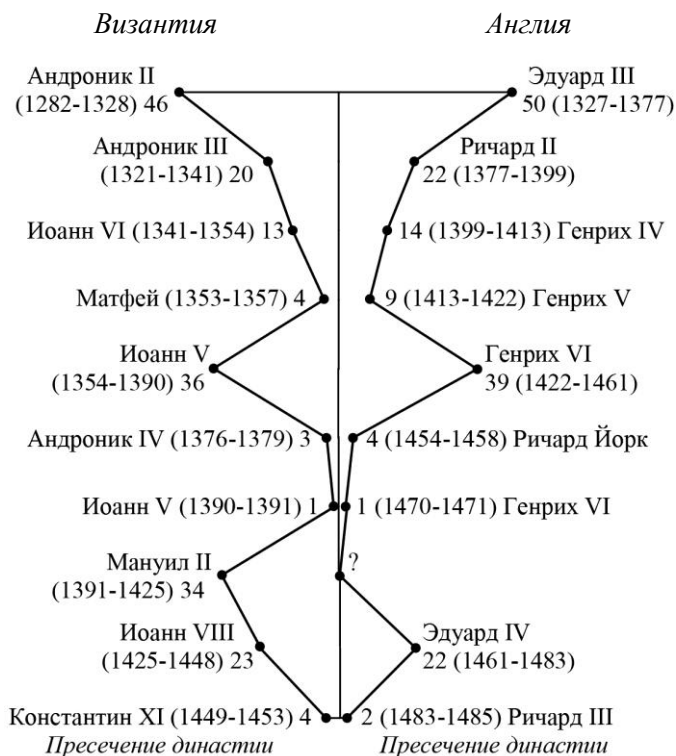 Византия Англия
Андроник II Эдуард III
(1282-1328) 46 50 (1327-1377)
Андроник III Ричард II
(1321-1341) 20 22 (1377-1399)
Иоанн VI (1341-1354) 13 14 (1399-1413) Генрих IV
Матфей (1353-1357) 4 9 (1413-1422) Генрих V
Иоанн V Генрих VI
(1354-1390) 36 39 (1422-1461)
Андроник IV (1376-1379) 3 4 (1454-1458) Ричард Йорк
Иоанн V (1390-1391) 1 1 (1470-1471) Генрих VI
Мануил II ?
(1391-1425) 34
Иоанн VIII Эдуард IV
(1425-1448) 23 22 (1461-1483)
Константин XI (1449-1453) 4 2 (1483-1485) Ричард III
Пресечение династии Пресечение династии